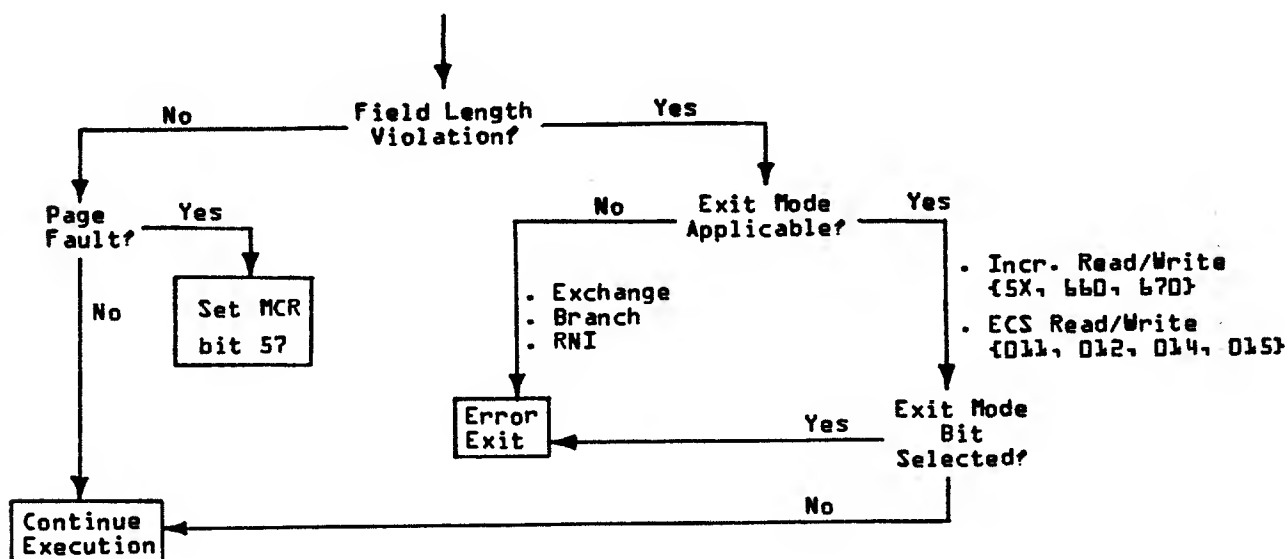 No
Field Length
Violation?
Yes
Page
Fault?
Yes
No
Exit Mode
Applicable?
Yes
No
Set MCR
bit 57
. Exchange
. Branch
. RNI
. Incr. Read/Write
{5X, 660, 670}
. ECS Read/Write
{011, 012, 014, 015}
Error
Exit
Yes
Exit Mode
Bit
Selected?
No
Continue
Execution